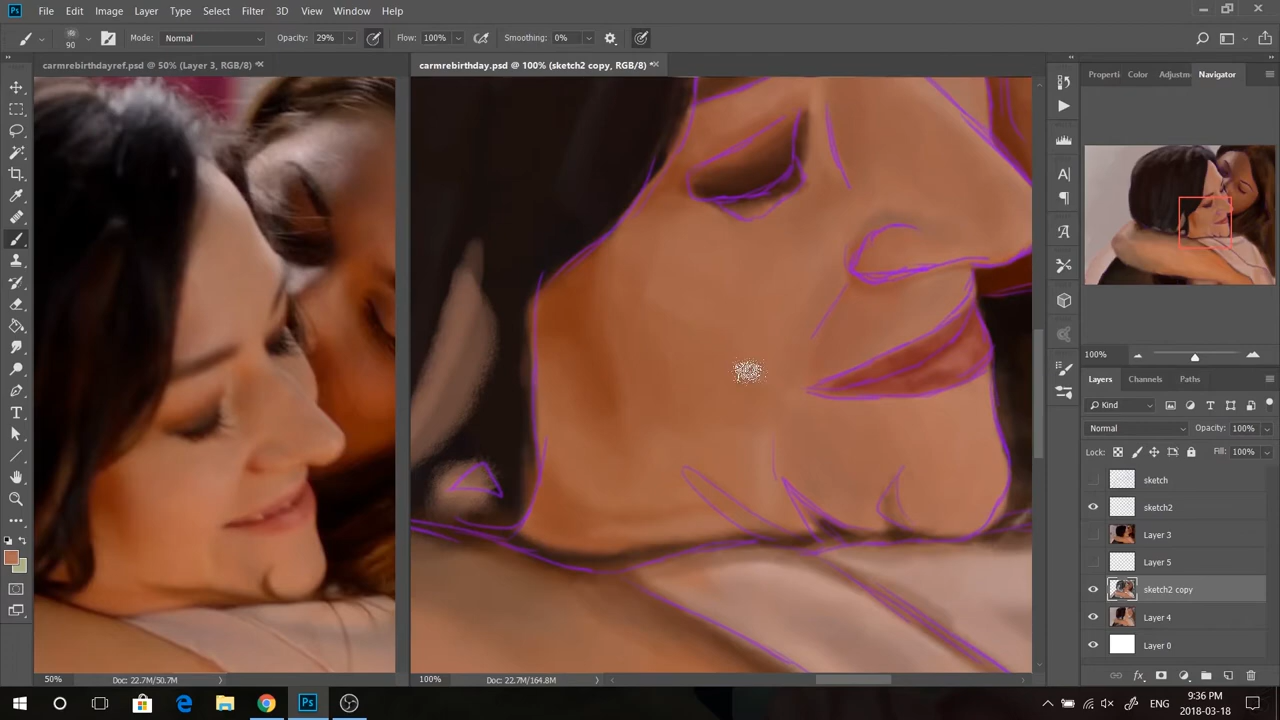 Ps File Edit Image Layer Type Select Filter 3D View Window Help
90 Mode: Normal Opacity: 29% Flow: 100% Smoothing: 0%
carmrebirthdayref.psd @ 50% (Layer 3, RGB/8) *
carmrebirthday.psd @ 100% (sketch2 copy, RGB/8) *
Properti Color Adjustm Navigator
100%
Layers Channels Paths
Kind
Normal Opacity: 100%
Lock: Fill: 100%
sketch
sketch2
Layer 3
Layer 5
sketch2 copy
Layer 4
Layer 0
50% Doc: 22.7M/50.7M
100% Doc: 22.7M/164.8M
ENG
9:36 PM
2018-03-18